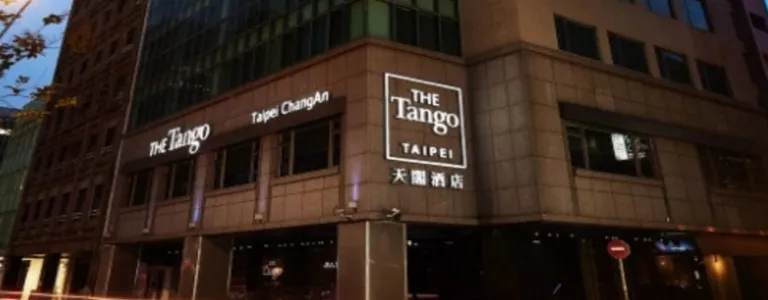 THE Tango
Taipei ChangAn
THE
Tango
TAIPEI
天閣酒店